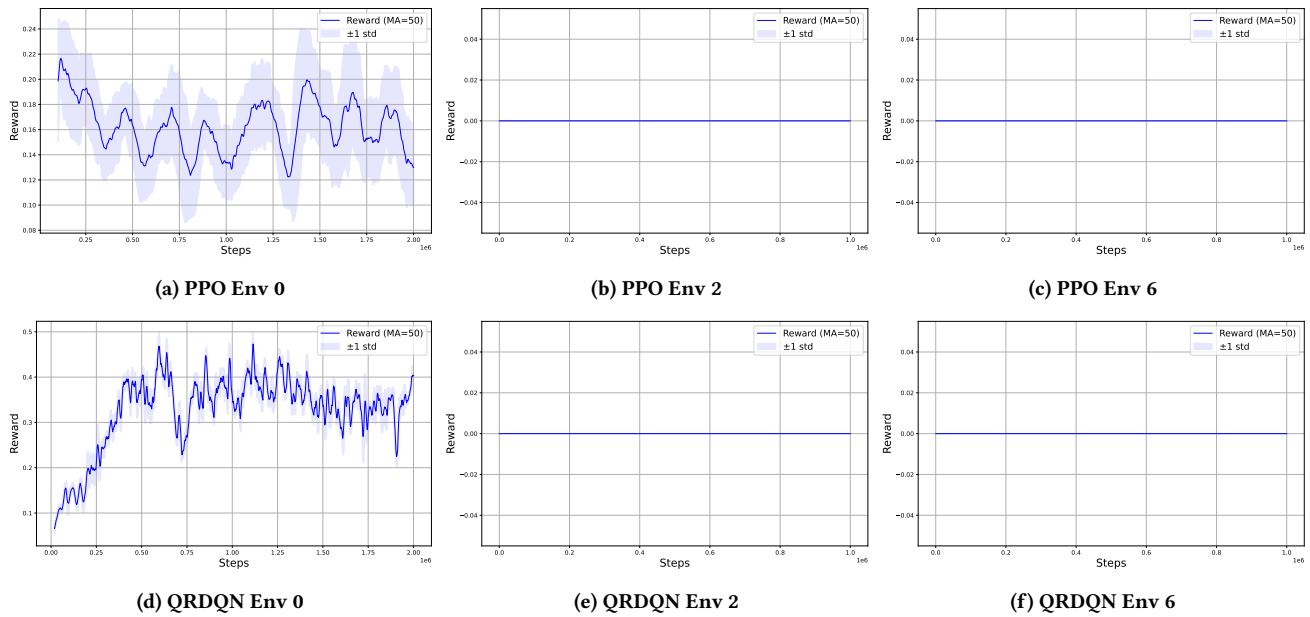 0.24
0.22
0.20
0.18
0.16
0.14
0.12
0.10
0.08
Reward
Reward (MA=50)
±1 std
0.25
0.50
0.75
1.00
1.25
1.50
1.75
2.00
1e6
Steps
(a) PPO Env 0
0.04
0.02
0.00
−0.02
−0.04
Reward
Reward (MA=50)
±1 std
0.0
0.2
0.4
0.6
0.8
1.0
1e6
Steps
(b) PPO Env 2
0.04
0.02
0.00
−0.02
−0.04
Reward
Reward (MA=50)
±1 std
0.0
0.2
0.4
0.6
0.8
1.0
1e6
Steps
(c) PPO Env 6
0.5
0.4
0.3
0.2
0.1
Reward
Reward (MA=50)
±1 std
0.00
0.25
0.50
0.75
1.00
1.25
1.50
1.75
2.00
1e6
Steps
(d) QRDQN Env 0
0.04
0.02
0.00
−0.02
−0.04
Reward
Reward (MA=50)
±1 std
0.0
0.2
0.4
0.6
0.8
1.0
1e6
Steps
(e) QRDQN Env 2
0.04
0.02
0.00
−0.02
−0.04
Reward
Reward (MA=50)
±1 std
0.0
0.2
0.4
0.6
0.8
1.0
1e6
Steps
(f) QRDQN Env 6